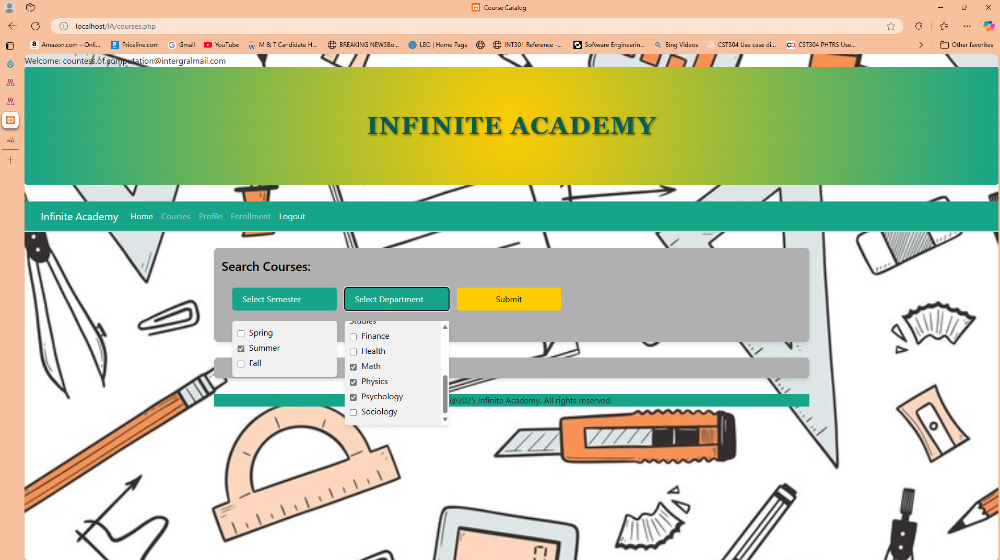 Course Catalog
localhost/IA/courses.php
Amazon.com – Onli...
Priceline.com
Gmail
YouTube
M & T Candidate H...
BREAKING NEWSBo...
LEO | Home Page
INT301 Reference -...
Software Engineerin...
Bing Videos
CST304 Use case di...
CST304 PHTRS Use...
Other favorites
Welcome: countess.of.computation@intergralmail.com
INFINITE ACADEMY
Infinite Academy
Home
Courses
Profile
Enrollment
Logout
Search Courses:
Select Semester
Select Department
Submit
Spring
Summer
Fall
Studies
Finance
Health
Math
Physics
Psychology
Sociology
@2025 Infinite Academy. All rights reserved.
PMA